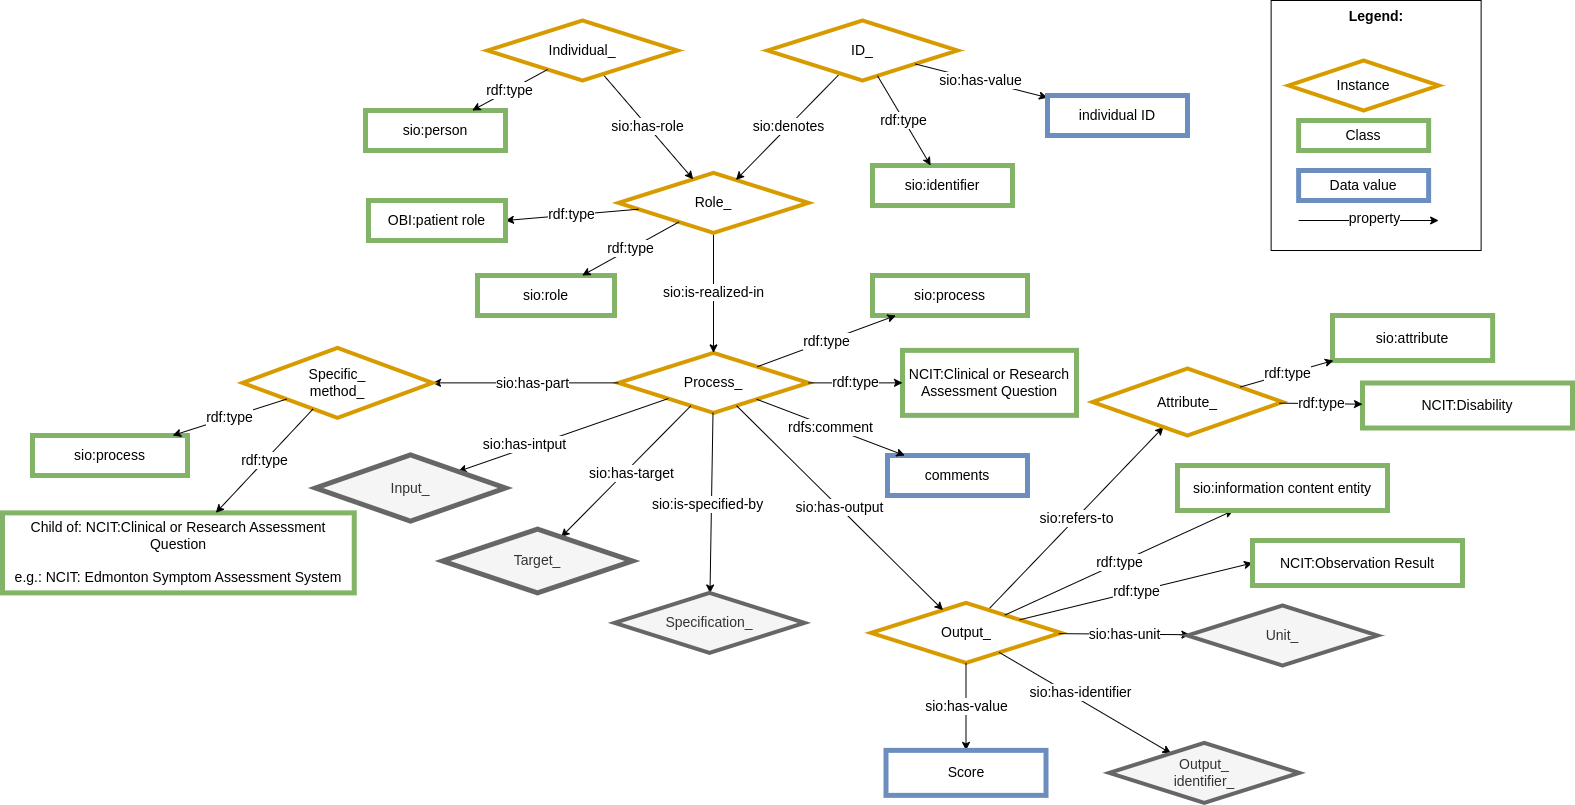 Legend:
Individual_
ID_
Instance
rdf:type
sio:has-value
individual ID
sio:person
sio:has-role
sio:denotes
rdf:type
Class
sio:identifier
Data value
OBI:patient role
rdf:type
Role_
property
rdf:type
sio:role
sio:is-realized-in
sio:process
rdf:type
sio:attribute
Specific_
method_
sio:has-part
Process_
rdf:type
NCIT:Clinical or Research
Assessment Question
rdf:type
Attribute_
rdf:type
NCIT:Disability
rdf:type
sio:process
rdf:type
sio:has-intput
rdfs:comment
comments
Input_
sio:has-target
sio:is-specified-by
sio:has-output
sio:refers-to
sio:information content entity
Child of: NCIT:Clinical or Research Assessment
Question
e.g.: NCIT: Edmonton Symptom Assessment System
Target_
rdf:type
NCIT:Observation Result
rdf:type
Specification_
Output_
sio:has-unit
Unit_
sio:has-value
sio:has-identifier
Score
Output_
identifier_